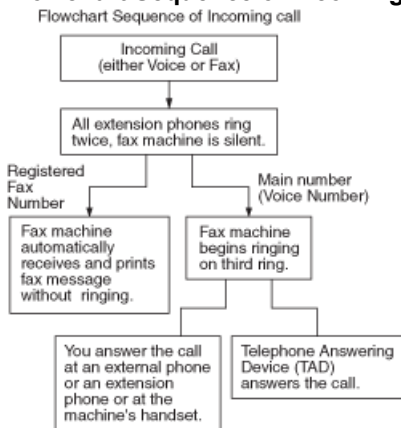 Flowchart Sequence of Incoming call
Incoming Call
(either Voice or Fax)
All extension phones ring
twice, fax machine is silent.
Registered
Fax
Number
Main number
(Voice Number)
Fax machine
automatically
receives and prints
fax message
without ringing.
Fax machine
begins ringing
on third ring.
You answer the call
at an external phone
or an extension
phone or at the
machine's handset.
Telephone Answering
Device (TAD)
answers the call.